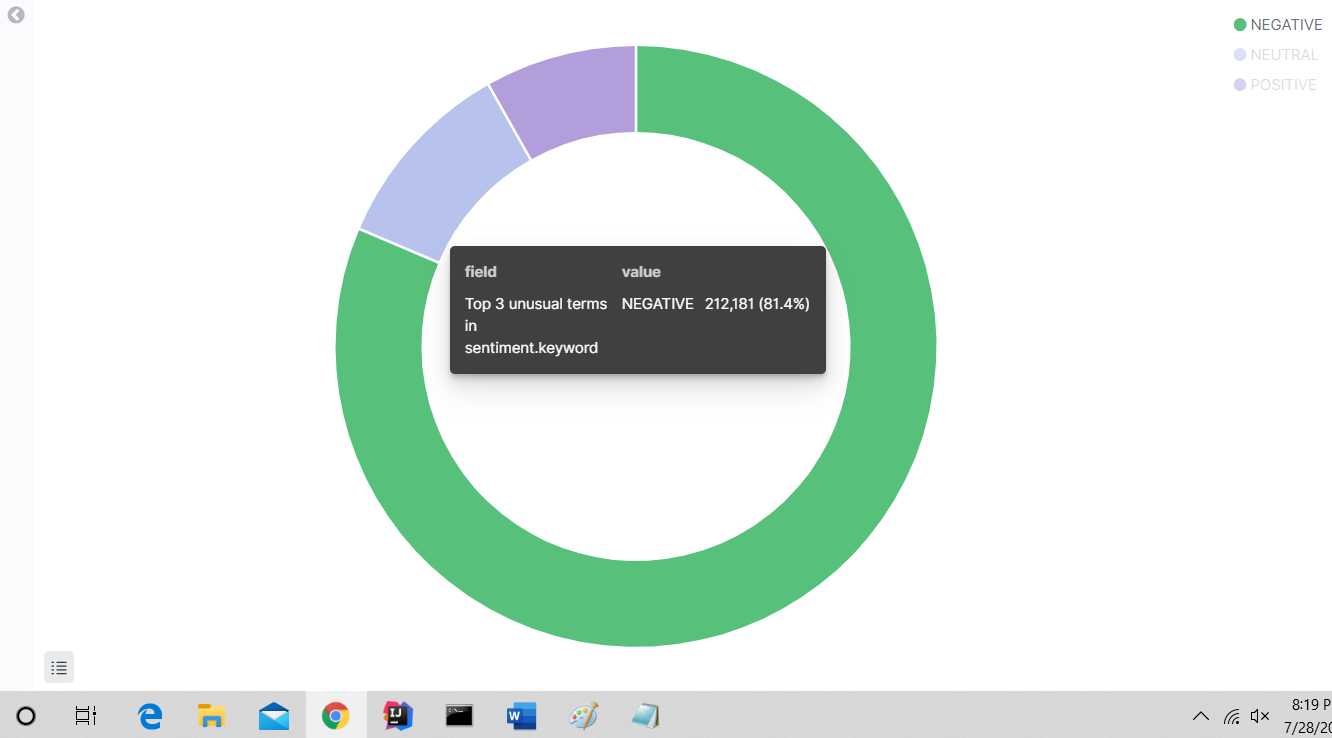 NEGATIVE
NEUTRAL
POSITIVE
field value
Top 3 unusual terms NEGATIVE 212,181 (81.4%)
in
sentiment.keyword
8:19 P
7/28/20